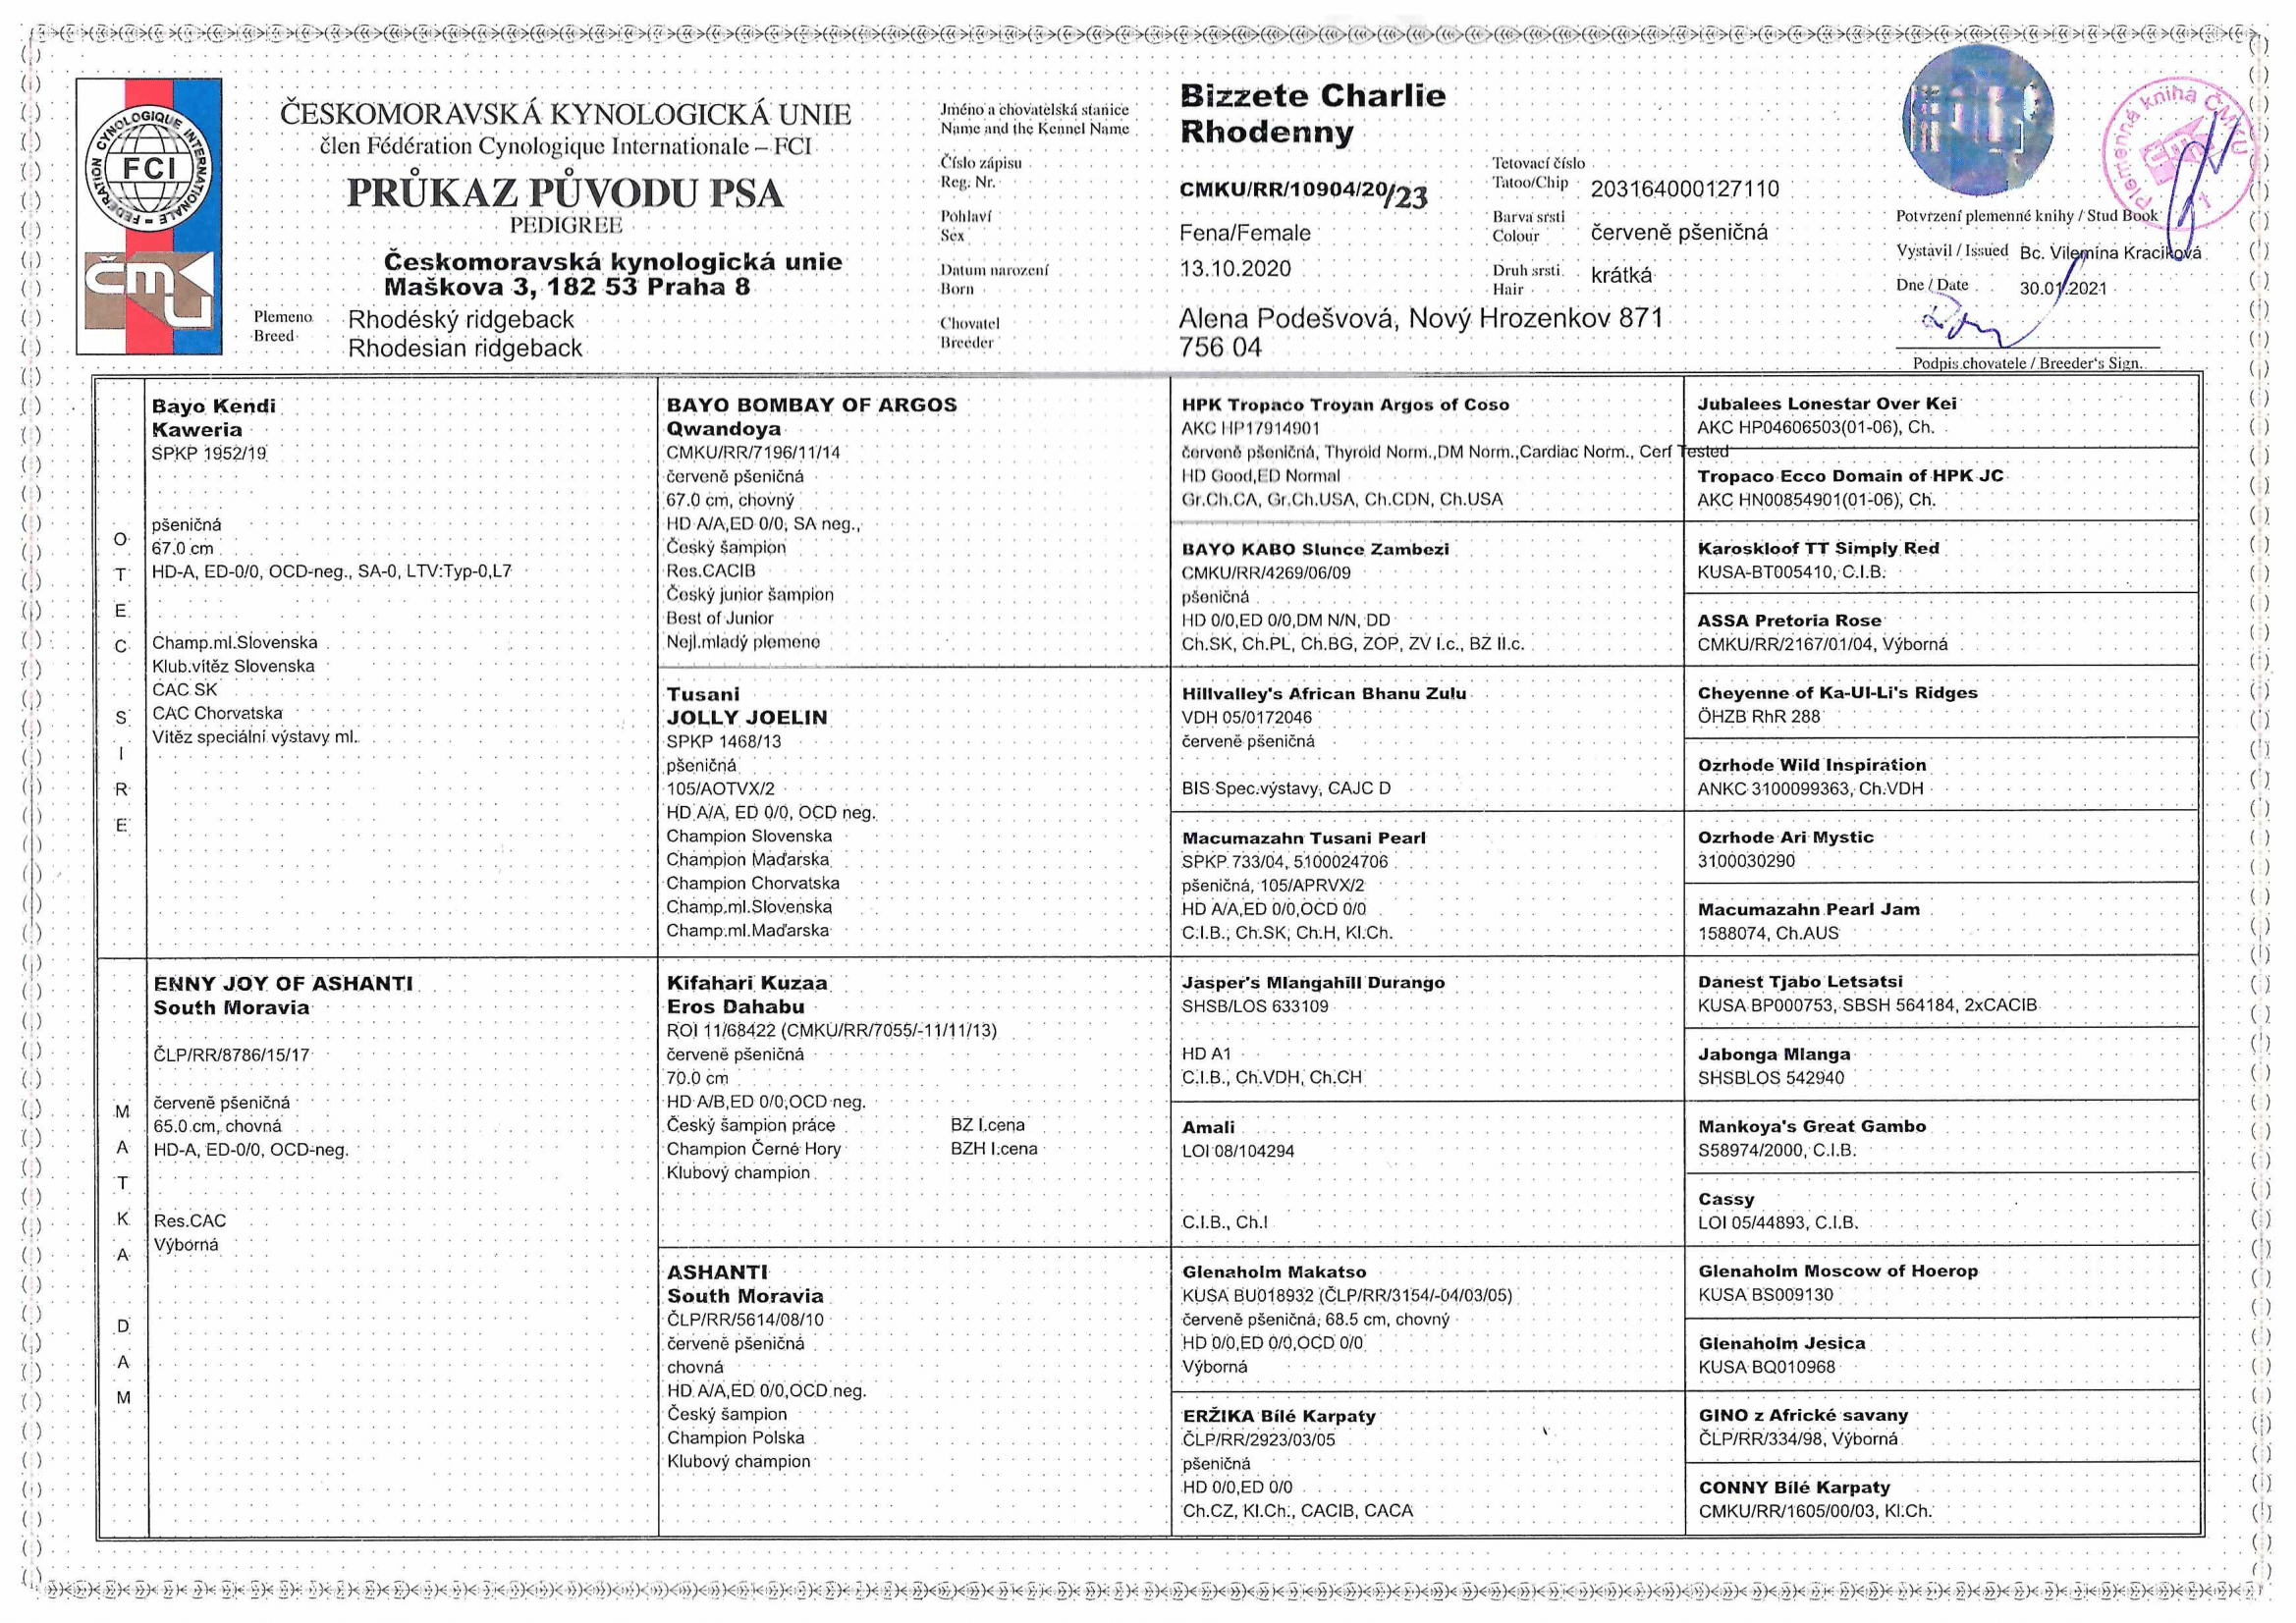 FEDERATION CYNOLOGIQUE INTERNATIONALE
FCI
ČMKU
ČESKOMORAVSKÁ KYNOLOGICKÁ UNIE
člen Fédération Cynologique Internationale – FCI
PRŮKAZ PŮVODU PSA
PEDIGREE
Českomoravská kynologická unie
Maškova 3, 182 53 Praha 8
Plemeno
Breed
Rhodéský ridgeback
Rhodesian ridgeback
Jméno a chovatelská stanice
Name and the Kennel Name
Bizzete Charlie
Rhodenny
Číslo zápisu
Reg. Nr.
CMKU/RR/10904/20/23
Pohlaví
Sex
Fena/Female
Datum narození
Born
13.10.2020
Chovatel
Breeder
Alena Podešvová, Nový Hrozenkov 871
756 04
Tetovací číslo
Tatoo/Chip
203164000127110
Barva srsti
Colour
červeně pšeničná
Druh srsti
Hair
krátká
Plemenná kniha ČMKU
1
Potvrzení plemenné knihy / Stud Book
Vystavil / Issued Bc. Vilemína Kraciková
Dne / Date 30.01.2021
Podpis chovatele / Breeder's Sign.
OTEC SIRE
Bayo Kendi
Kaweria
SPKP 1952/19
pšeničná
67.0 cm
HD-A, ED-0/0, OCD-neg., SA-0, LTV:Typ-0,L7
Champ.ml.Slovenska
Klub.vítěz Slovenska
CAC SK
CAC Chorvatska
Vítěz speciální výstavy ml.
BAYO BOMBAY OF ARGOS
Qwandoya
CMKU/RR/7196/11/14
červeně pšeničná
67.0 cm, chovný
HD A/A,ED 0/0, SA neg.,
Český šampion
Res.CACIB
Český junior šampion
Best of Junior
Nejl.mladý plemene
Tusani
JOLLY JOELIN
SPKP 1468/13
pšeničná
105/AOTVX/2
HD A/A, ED 0/0, OCD neg.
Champion Slovenska
Champion Maďarska
Champion Chorvatska
Champ.ml.Slovenska
Champ.ml.Maďarska
HPK Tropaco Troyan Argos of Coso
AKC HP17914901
červeně pšeničná, Thyroid Norm.,DM Norm.,Cardiac Norm., Cerf Tested
HD Good,ED Normal
Gr.Ch.CA, Gr.Ch.USA, Ch.CDN, Ch.USA
BAYO KABO Slunce Zambezi
CMKU/RR/4269/06/09
pšeničná
HD 0/0,ED 0/0,DM N/N, DD
Ch.SK, Ch.PL, Ch.BG, ZOP, ZV I.c., BZ II.c.
Hillvalley's African Bhanu Zulu
VDH 05/0172046
červeně pšeničná
BIS Spec.výstavy, CAJC D
Macumazahn Tusani Pearl
SPKP 733/04, 5100024706
pšeničná, 105/APRVX/2
HD A/A,ED 0/0,OCD 0/0
C.I.B., Ch.SK, Ch.H, Kl.Ch.
Jubalees Lonestar Over Kei
AKC HP04606503(01-06), Ch.
Tropaco Ecco Domain of HPK JC
AKC HN00854901(01-06), Ch.
Karoskloof TT Simply Red
KUSA-BT005410, C.I.B.
ASSA Pretoria Rose
CMKU/RR/2167/01/04, Výborná
Cheyenne of Ka-Ul-Li's Ridges
ÖHZB RhR 288
Ozrhode Wild Inspiration
ANKC 3100099363, Ch.VDH
Ozrhode Ari Mystic
3100030290
Macumazahn Pearl Jam
1588074, Ch.AUS
MATKA DAM
ENNY JOY OF ASHANTI
South Moravia
ČLP/RR/8786/15/17
červeně pšeničná
65.0 cm, chovná
HD-A, ED-0/0, OCD-neg.
Res.CAC
Výborná
Kifahari Kuzaa
Eros Dahabu
ROI 11/68422 (CMKU/RR/7055/-11/11/13)
červeně pšeničná
70.0 cm
HD A/B,ED 0/0,OCD neg.
Český šampion práce BZ I.cena
Champion Černé Hory BZH I.cena
Klubový champion
ASHANTI
South Moravia
ČLP/RR/5614/08/10
červeně pšeničná
chovná
HD A/A,ED 0/0,OCD neg.
Český šampion
Champion Polska
Klubový champion
Jasper's Mlangahill Durango
SHSB/LOS 633109
HD A1
C.I.B., Ch.VDH, Ch.CH
Amali
LOI 08/104294
C.I.B., Ch.I
Glenaholm Makatso
KUSA BU018932 (ČLP/RR/3154/-04/03/05)
červeně pšeničná, 68.5 cm, chovný
HD 0/0,ED 0/0,OCD 0/0
Výborná
ERŽIKA Bílé Karpaty
ČLP/RR/2923/03/05
pšeničná
HD 0/0,ED 0/0
Ch.CZ, Kl.Ch., CACIB, CACA
Danest Tjabo Letsatsi
KUSA BP000753, SBSH 564184, 2xCACIB
Jabonga Mlanga
SHSBLOS 542940
Mankoya's Great Gambo
S58974/2000, C.I.B.
Cassy
LOI 05/44893, C.I.B.
Glenaholm Moscow of Hoerop
KUSA BS009130
Glenaholm Jesica
KUSA BQ010968
GINO z Africké savany
ČLP/RR/334/98, Výborná
CONNY Bílé Karpaty
CMKU/RR/1605/00/03, Kl.Ch.